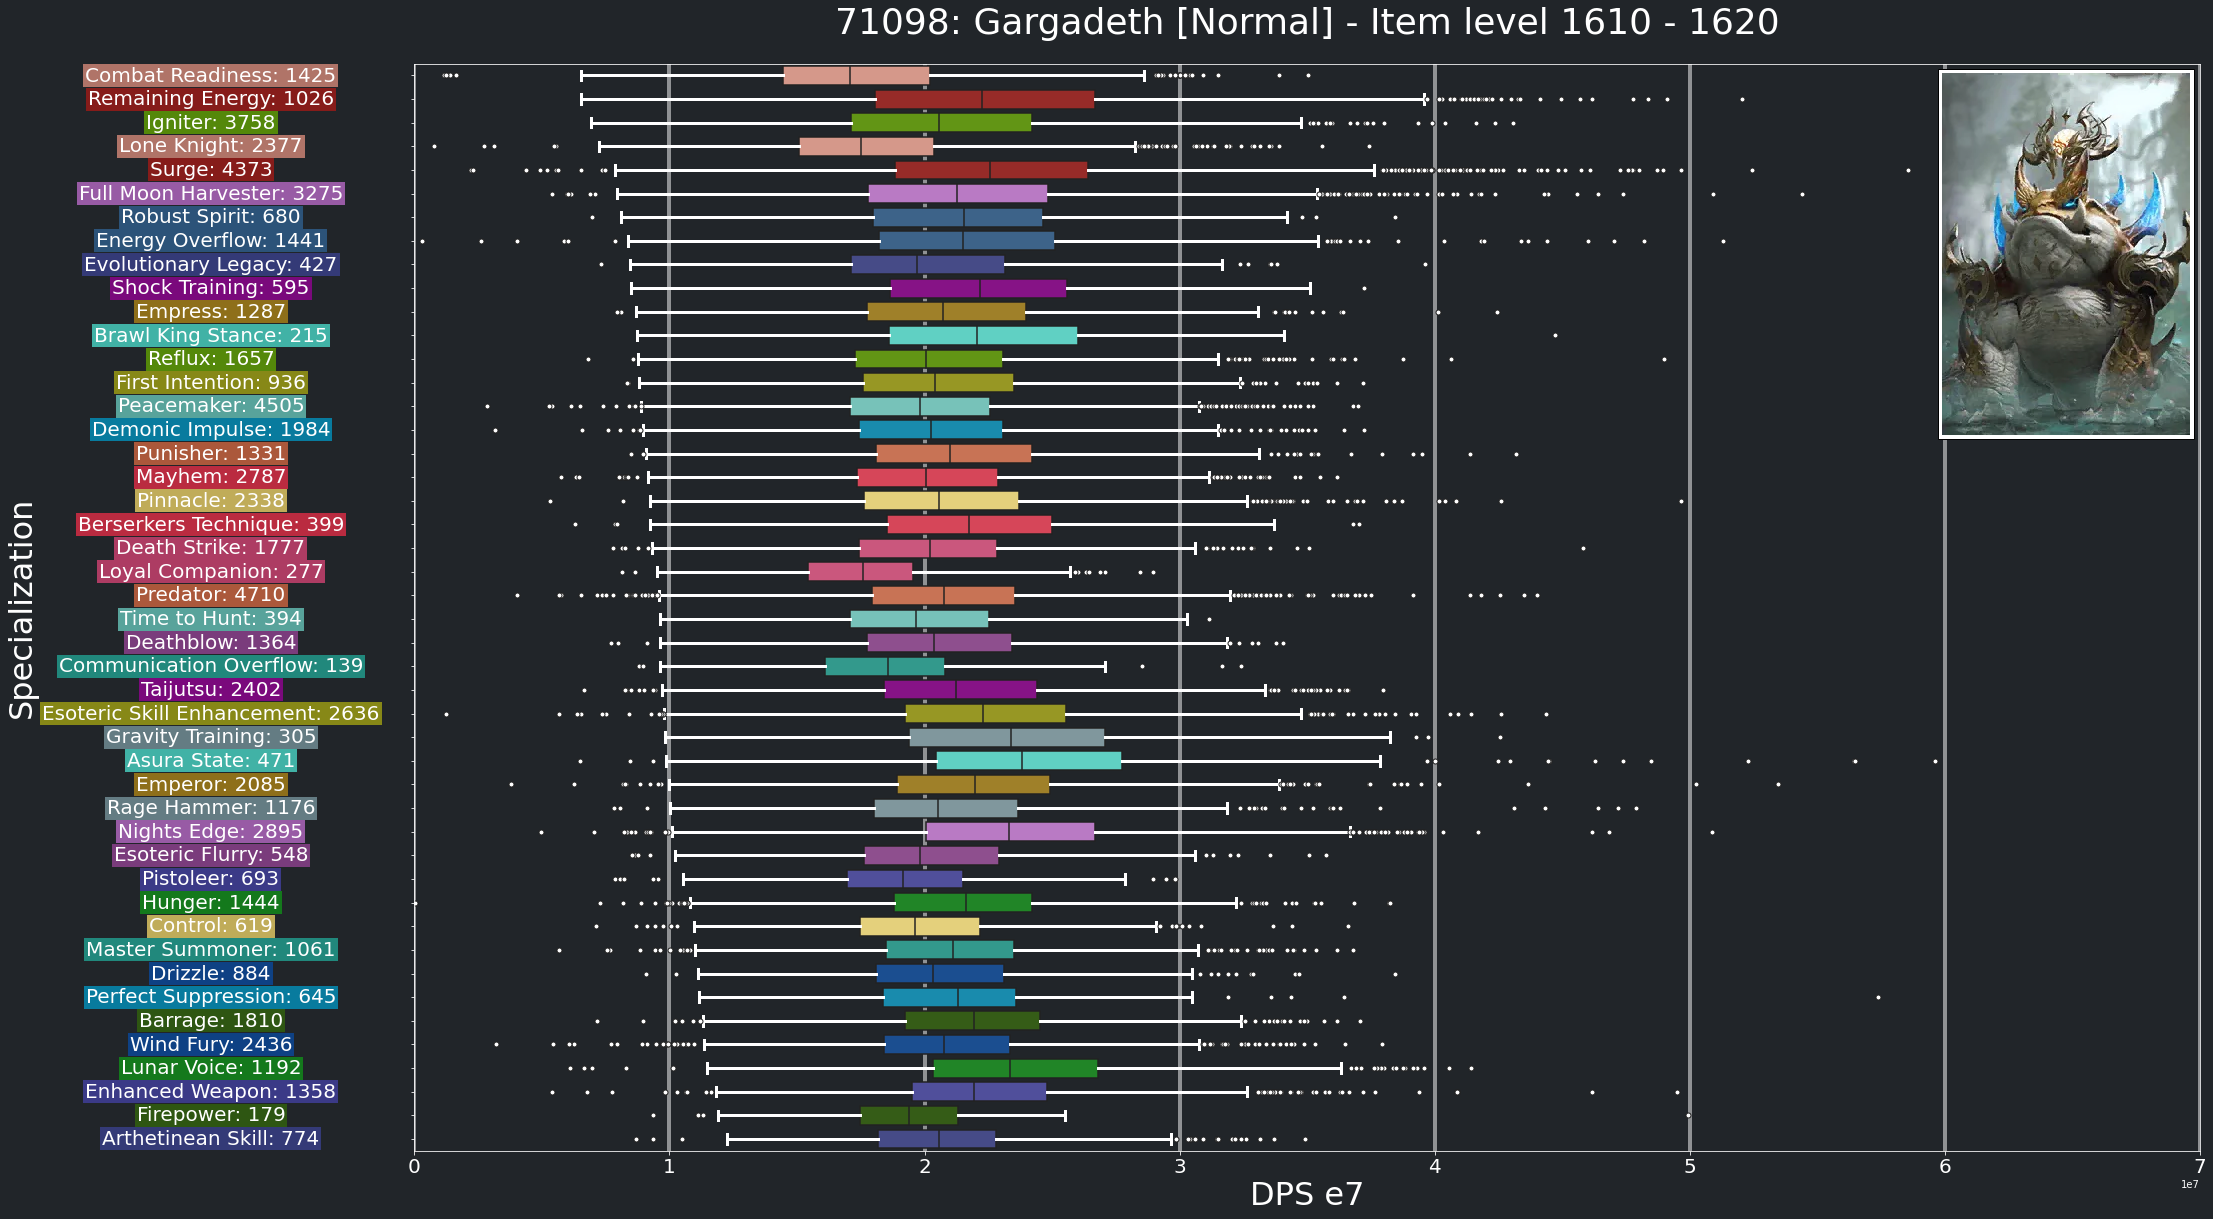 71098: Gargadeth [Normal] - Item level 1610 - 1620
Specialization
Combat Readiness: 1425
Remaining Energy: 1026
Igniter: 3758
Lone Knight: 2377
Surge: 4373
Full Moon Harvester: 3275
Robust Spirit: 680
Energy Overflow: 1441
Evolutionary Legacy: 427
Shock Training: 595
Empress: 1287
Brawl King Stance: 215
Reflux: 1657
First Intention: 936
Peacemaker: 4505
Demonic Impulse: 1984
Punisher: 1331
Mayhem: 2787
Pinnacle: 2338
Berserkers Technique: 399
Death Strike: 1777
Loyal Companion: 277
Predator: 4710
Time to Hunt: 394
Deathblow: 1364
Communication Overflow: 139
Taijutsu: 2402
Esoteric Skill Enhancement: 2636
Gravity Training: 305
Asura State: 471
Emperor: 2085
Rage Hammer: 1176
Nights Edge: 2895
Esoteric Flurry: 548
Pistoleer: 693
Hunger: 1444
Control: 619
Master Summoner: 1061
Drizzle: 884
Perfect Suppression: 645
Barrage: 1810
Wind Fury: 2436
Lunar Voice: 1192
Enhanced Weapon: 1358
Firepower: 179
Arthetinean Skill: 774
0 1 2 3 4 5 6 7
1e7
DPS e7